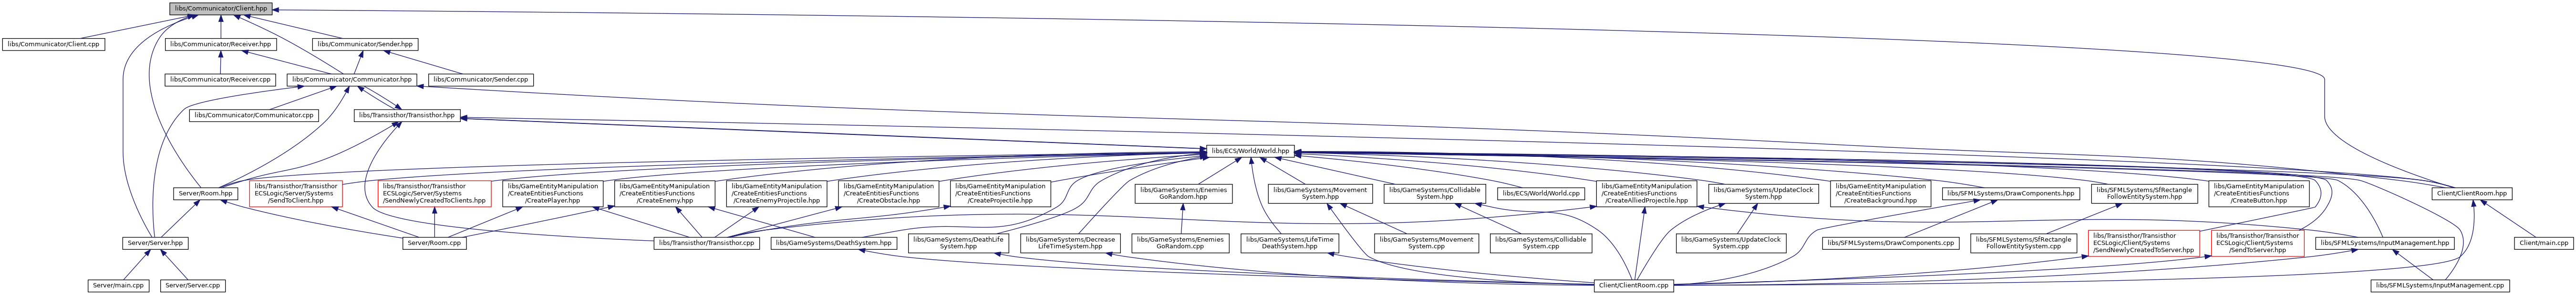 libs/Communicator/Client.hpp
libs/Communicator/Client.cpp
libs/Communicator/Receiver.hpp
libs/Communicator/Sender.hpp
libs/Communicator/Receiver.cpp
libs/Communicator/Communicator.hpp
libs/Communicator/Sender.cpp
libs/Communicator/Communicator.cpp
libs/Transisthor/Transisthor.hpp
libs/ECS/World/World.hpp
Server/Room.hpp
libs/Transisthor/Transisthor
ECSLogic/Server/Systems
/SendToClient.hpp
libs/Transisthor/Transisthor
ECSLogic/Server/Systems
/SendNewlyCreatedToClients.hpp
libs/GameEntityManipulation
/CreateEntitiesFunctions
/CreatePlayer.hpp
libs/GameEntityManipulation
/CreateEntitiesFunctions
/CreateEnemy.hpp
libs/GameEntityManipulation
/CreateEntitiesFunctions
/CreateEnemyProjectile.hpp
libs/GameEntityManipulation
/CreateEntitiesFunctions
/CreateObstacle.hpp
libs/GameEntityManipulation
/CreateEntitiesFunctions
/CreateProjectile.hpp
libs/GameSystems/Enemies
GoRandom.hpp
libs/GameSystems/Movement
System.hpp
libs/GameSystems/Collidable
System.hpp
libs/ECS/World/World.cpp
libs/GameEntityManipulation
/CreateEntitiesFunctions
/CreateAlliedProjectile.hpp
libs/GameSystems/UpdateClock
System.hpp
libs/GameEntityManipulation
/CreateEntitiesFunctions
/CreateBackground.hpp
libs/SFMLSystems/DrawComponents.hpp
libs/SFMLSystems/SfRectangle
FollowEntitySystem.hpp
libs/GameEntityManipulation
/CreateEntitiesFunctions
/CreateButton.hpp
Client/ClientRoom.hpp
Server/Server.hpp
Server/Room.cpp
libs/Transisthor/Transisthor.cpp
libs/GameSystems/DeathSystem.hpp
libs/GameSystems/DeathLife
System.hpp
libs/GameSystems/Decrease
LifeTimeSystem.hpp
libs/GameSystems/Enemies
GoRandom.cpp
libs/GameSystems/LifeTime
DeathSystem.hpp
libs/GameSystems/Movement
System.cpp
libs/GameSystems/Collidable
System.cpp
libs/GameSystems/UpdateClock
System.cpp
libs/SFMLSystems/DrawComponents.cpp
libs/SFMLSystems/SfRectangle
FollowEntitySystem.cpp
libs/Transisthor/Transisthor
ECSLogic/Client/Systems
/SendNewlyCreatedToServer.hpp
libs/Transisthor/Transisthor
ECSLogic/Client/Systems
/SendToServer.hpp
libs/SFMLSystems/InputManagement.hpp
Client/main.cpp
Server/main.cpp
Server/Server.cpp
Client/ClientRoom.cpp
libs/SFMLSystems/InputManagement.cpp